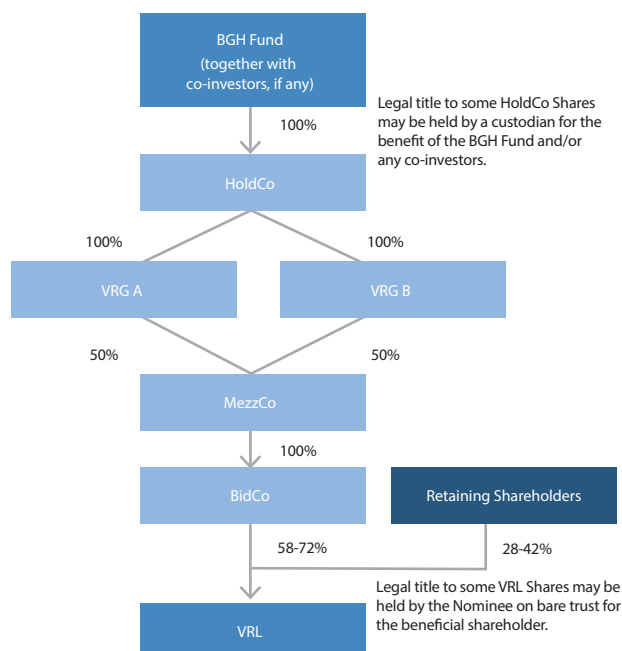 BGH Fund
(together with
co-investors, if any)
100%
Legal title to some HoldCo Shares
may be held by a custodian for the
benefit of the BGH Fund and/or
any co-investors.
HoldCo
100%
100%
VRG A
VRG B
50%
50%
MezzCo
100%
BidCo
Retaining Shareholders
58-72%
28-42%
Legal title to some VRL Shares may be
held by the Nominee on bare trust for
the beneficial shareholder.
VRL